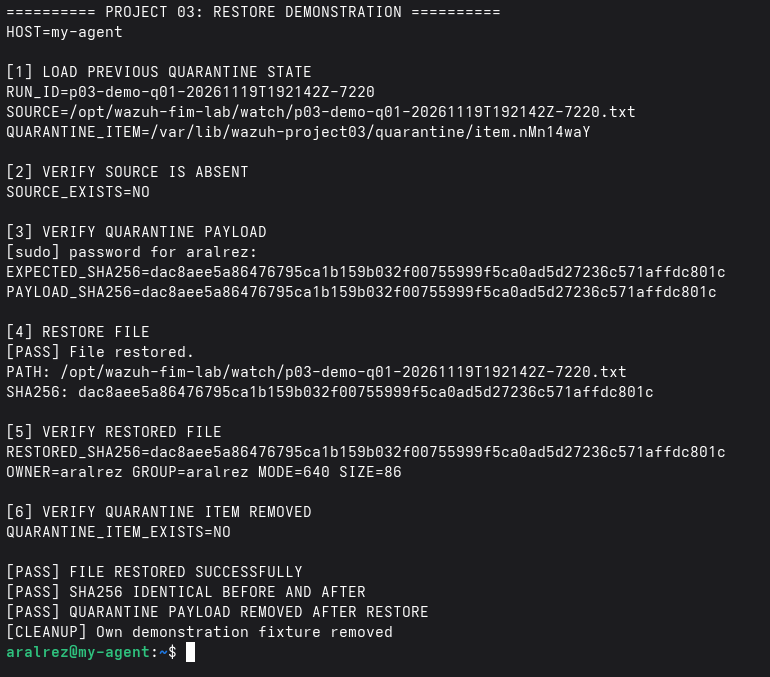 ========== PROJECT 03: RESTORE DEMONSTRATION ==========
HOST=my-agent
[1] LOAD PREVIOUS QUARANTINE STATE
RUN_ID=p03-demo-q01-20261119T192142Z-7220
SOURCE=/opt/wazuh-fim-lab/watch/p03-demo-q01-20261119T192142Z-7220.txt
QUARANTINE_ITEM=/var/lib/wazuh-project03/quarantine/item.nMn14waY
[2] VERIFY SOURCE IS ABSENT
SOURCE_EXISTS=NO
[3] VERIFY QUARANTINE PAYLOAD
[sudo] password for aralrez:
EXPECTED_SHA256=dac8aee5a86476795ca1b159b032f00755999f5ca0ad5d27236c571affdc801c
PAYLOAD_SHA256=dac8aee5a86476795ca1b159b032f00755999f5ca0ad5d27236c571affdc801c
[4] RESTORE FILE
[PASS] File restored.
PATH: /opt/wazuh-fim-lab/watch/p03-demo-q01-20261119T192142Z-7220.txt
SHA256: dac8aee5a86476795ca1b159b032f00755999f5ca0ad5d27236c571affdc801c
[5] VERIFY RESTORED FILE
RESTORED_SHA256=dac8aee5a86476795ca1b159b032f00755999f5ca0ad5d27236c571affdc801c
OWNER=aralrez GROUP=aralrez MODE=640 SIZE=86
[6] VERIFY QUARANTINE ITEM REMOVED
QUARANTINE_ITEM_EXISTS=NO
[PASS] FILE RESTORED SUCCESSFULLY
[PASS] SHA256 IDENTICAL BEFORE AND AFTER
[PASS] QUARANTINE PAYLOAD REMOVED AFTER RESTORE
[CLEANUP] Own demonstration fixture removed
aralrez@my-agent:~$